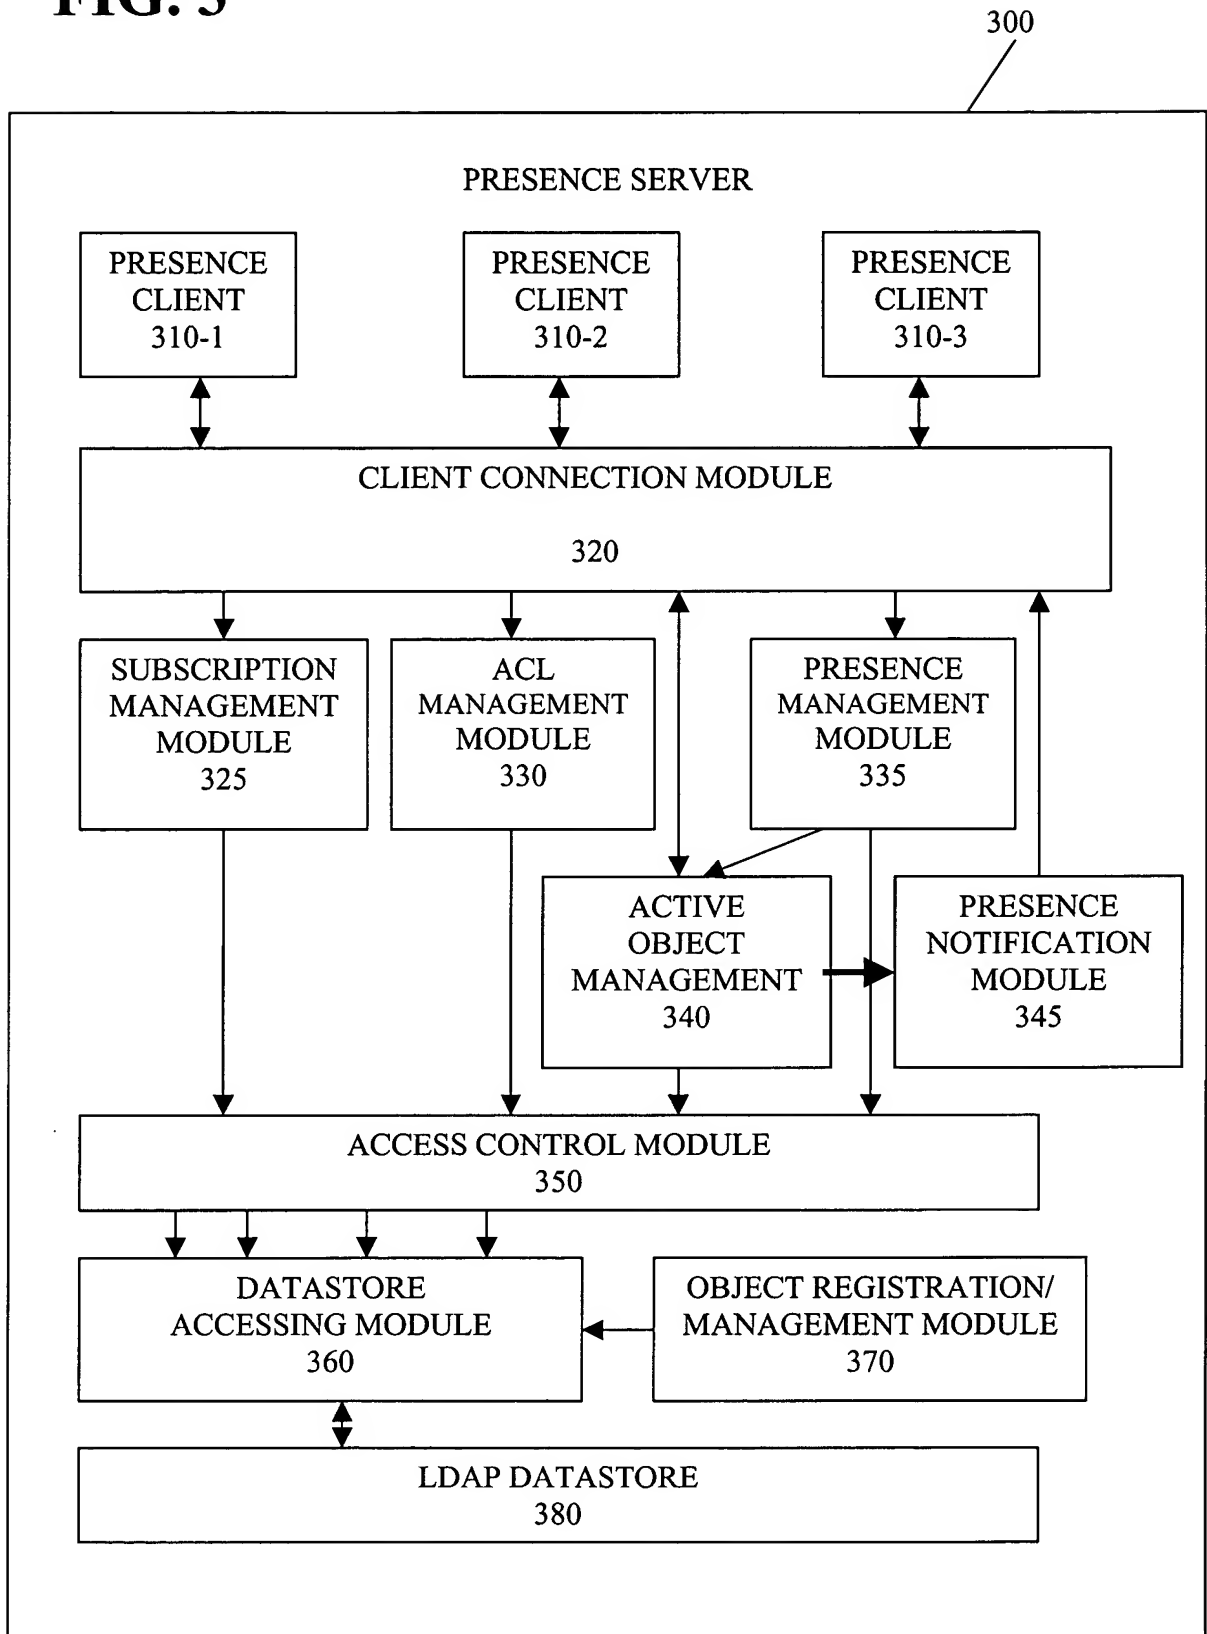 FIG. 3
300
PRESENCE SERVER
PRESENCE
CLIENT
310-1
PRESENCE
CLIENT
310-2
PRESENCE
CLIENT
310-3
CLIENT CONNECTION MODULE
320
SUBSCRIPTION
MANAGEMENT
MODULE
325
ACL
MANAGEMENT
MODULE
330
PRESENCE
MANAGEMENT
MODULE
335
ACTIVE
OBJECT
MANAGEMENT
340
PRESENCE
NOTIFICATION
MODULE
345
ACCESS CONTROL MODULE
350
DATASTORE
ACCESSING MODULE
360
OBJECT REGISTRATION/
MANAGEMENT MODULE
370
LDAP DATASTORE
380